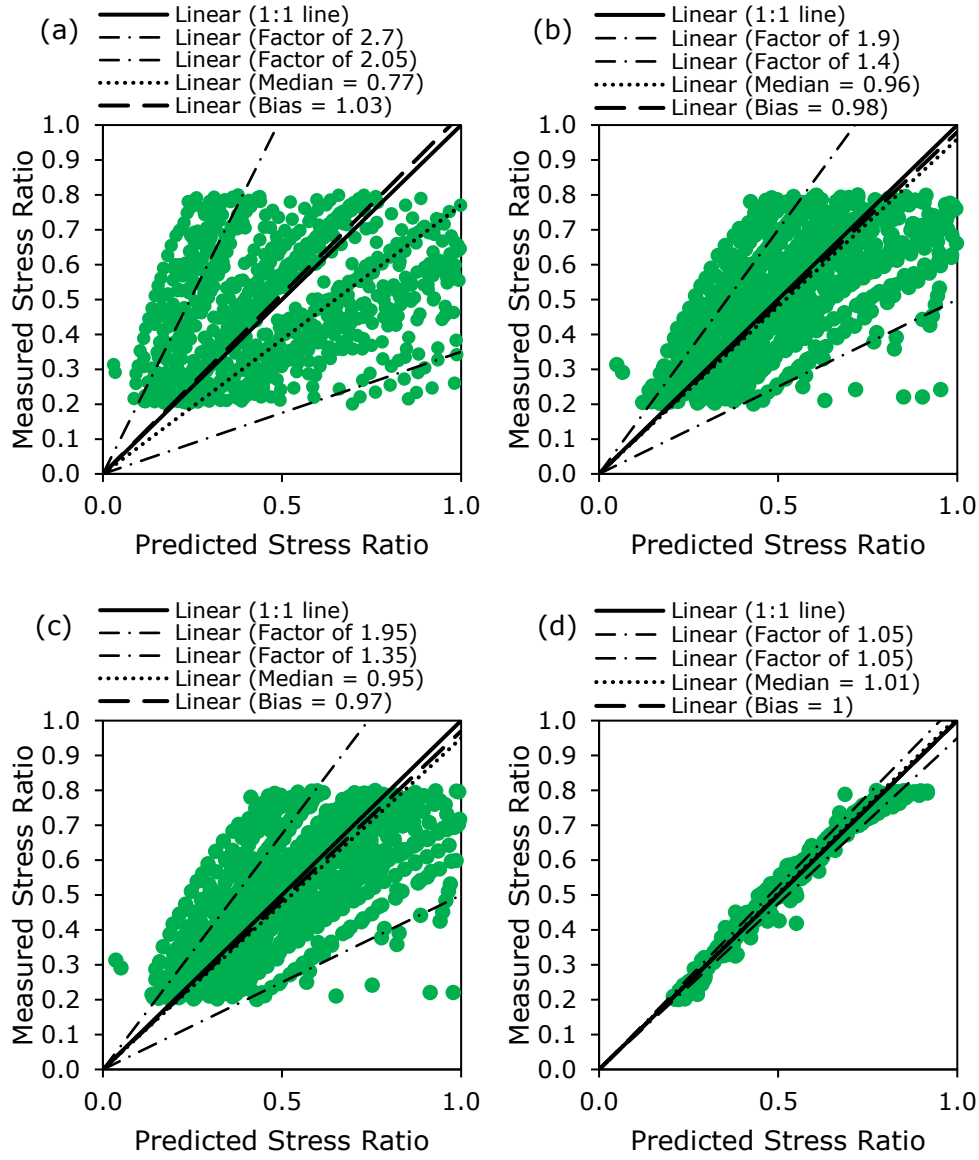 (a)
Linear (1:1 line)
Linear (Factor of 2.7)
Linear (Factor of 2.05)
Linear (Median = 0.77)
Linear (Bias = 1.03)
Measured Stress Ratio
1.0
0.9
0.8
0.7
0.6
0.5
0.4
0.3
0.2
0.1
0.0
0.0 0.5 1.0
Predicted Stress Ratio
(b)
Linear (1:1 line)
Linear (Factor of 1.9)
Linear (Factor of 1.4)
Linear (Median = 0.96)
Linear (Bias = 0.98)
Measured Stress Ratio
1.0
0.9
0.8
0.7
0.6
0.5
0.4
0.3
0.2
0.1
0.0
0.0 0.5 1.0
Predicted Stress Ratio
(c)
Linear (1:1 line)
Linear (Factor of 1.95)
Linear (Factor of 1.35)
Linear (Median = 0.95)
Linear (Bias = 0.97)
Measured Stress Ratio
1.0
0.9
0.8
0.7
0.6
0.5
0.4
0.3
0.2
0.1
0.0
0.0 0.5 1.0
Predicted Stress Ratio
(d)
Linear (1:1 line)
Linear (Factor of 1.05)
Linear (Factor of 1.05)
Linear (Median = 1.01)
Linear (Bias = 1)
Measured Stress Ratio
1.0
0.9
0.8
0.7
0.6
0.5
0.4
0.3
0.2
0.1
0.0
0.0 0.5 1.0
Predicted Stress Ratio